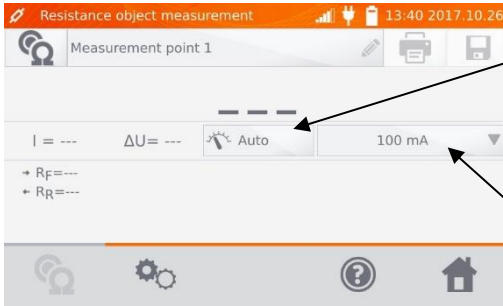 Resistance object measurement 13:40 2017.10.26
Measurement point 1
---
I = --- ΔU= --- Auto 100 mA
→ RF=---
← RR=---